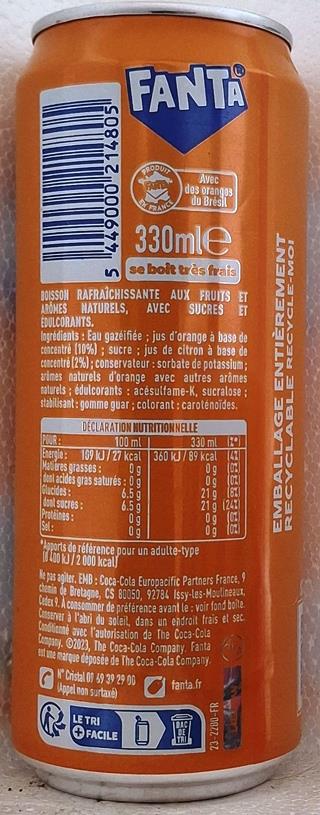 FANTA
5 449000 214805
PRODUIT EN FRANCE
FANTA
Avec
des oranges
du Brésil
330ml e
se boit très frais
BOISSON RAFRAÎCHISSANTE AUX FRUITS ET
ARÔMES NATURELS, AVEC SUCRES ET
ÉDULCORANTS.
Ingrédients : Eau gazéifiée ; jus d'orange à base de
concentré (10%) ; sucre ; jus de citron à base de
concentré (2%) ; conservateur : sorbate de potassium ;
arômes naturels d'orange avec autres arômes
naturels ; édulcorants : acésulfame-K, sucralose ;
stabilisant : gomme guar ; colorant : caroténoïdes.
DÉCLARATION NUTRITIONNELLE
POUR : 100 ml 330 ml (*)
Energie : 109 kJ / 27 kcal 360 kJ / 89 kcal
Matières grasses : 0 g 0 g
dont acides gras saturés : 0 g 0 g
Glucides : 6.5 g 21 g
dont sucres : 6.5 g 21 g (24%)
Protéines : 0 g 0 g
Sel : 0 g 0 g
*Apports de référence pour un adulte-type
(8 400 kJ / 2 000 kcal)
Ne pas agiter. EMB : Coca-Cola Europacific Partners France, 9
chemin de Bretagne, CS 80050, 92784 Issy-les-Moulineaux,
Cedex 9. À consommer de préférence avant le : voir fond boîte.
Conserver à l'abri du soleil, dans un endroit frais et sec.
Conditionné avec l'autorisation de The Coca-Cola
Company. ©2023, The Coca-Cola Company. Fanta
est une marque déposée de The Coca-Cola Company.
N° Cristal 09 69 39 29 00
(Appel non surtaxé)
fanta.fr
LE TRI
+ FACILE
BAC
DE
TRI
23-2200-FR
EMBALLAGE ENTIÈREMENT
RECYCLABLE RECYCLE-MOI